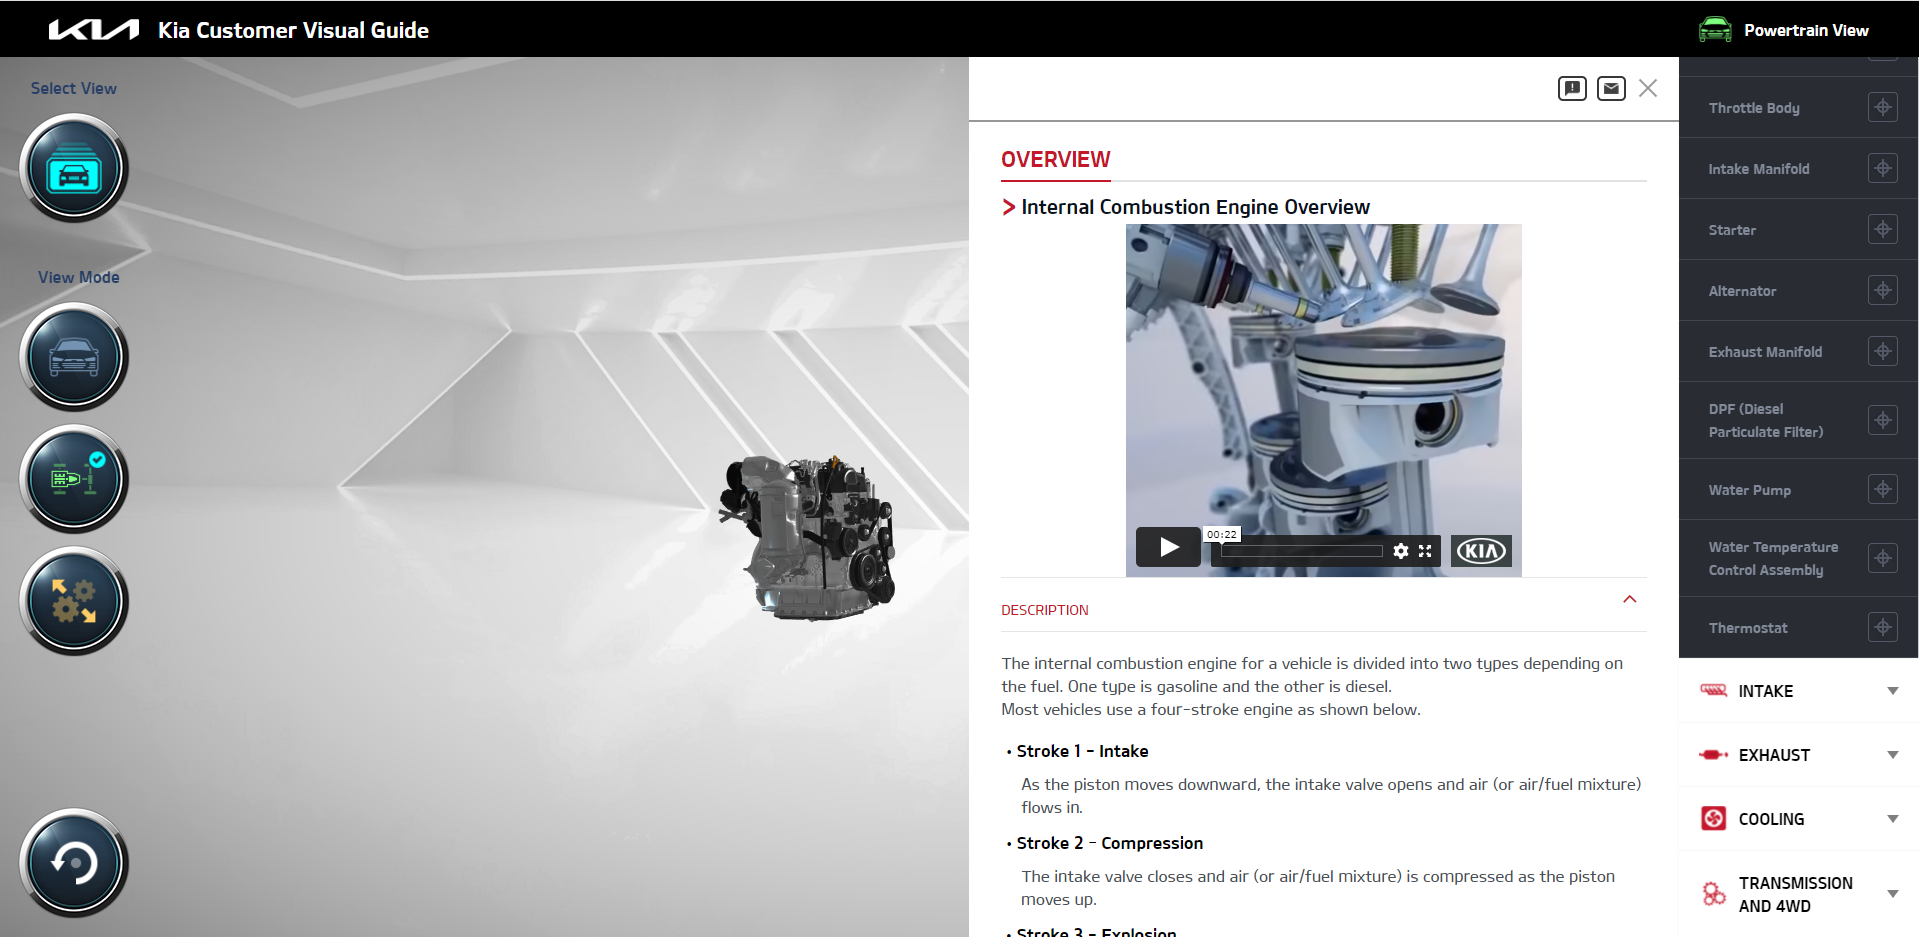 KIA Kia Customer Visual Guide
Powertrain View
Select View
View Mode
OVERVIEW
Internal Combustion Engine Overview
00:22
KIA
DESCRIPTION
The internal combustion engine for a vehicle is divided into two types depending on
the fuel. One type is gasoline and the other is diesel.
Most vehicles use a four-stroke engine as shown below.
• Stroke 1 - Intake
As the piston moves downward, the intake valve opens and air (or air/fuel mixture)
flows in.
• Stroke 2 - Compression
The intake valve closes and air (or air/fuel mixture) is compressed as the piston
moves up.
• Stroke 3 - Explosion
Throttle Body
Intake Manifold
Starter
Alternator
Exhaust Manifold
DPF (Diesel
Particulate Filter)
Water Pump
Water Temperature
Control Assembly
Thermostat
INTAKE
EXHAUST
COOLING
TRANSMISSION
AND 4WD